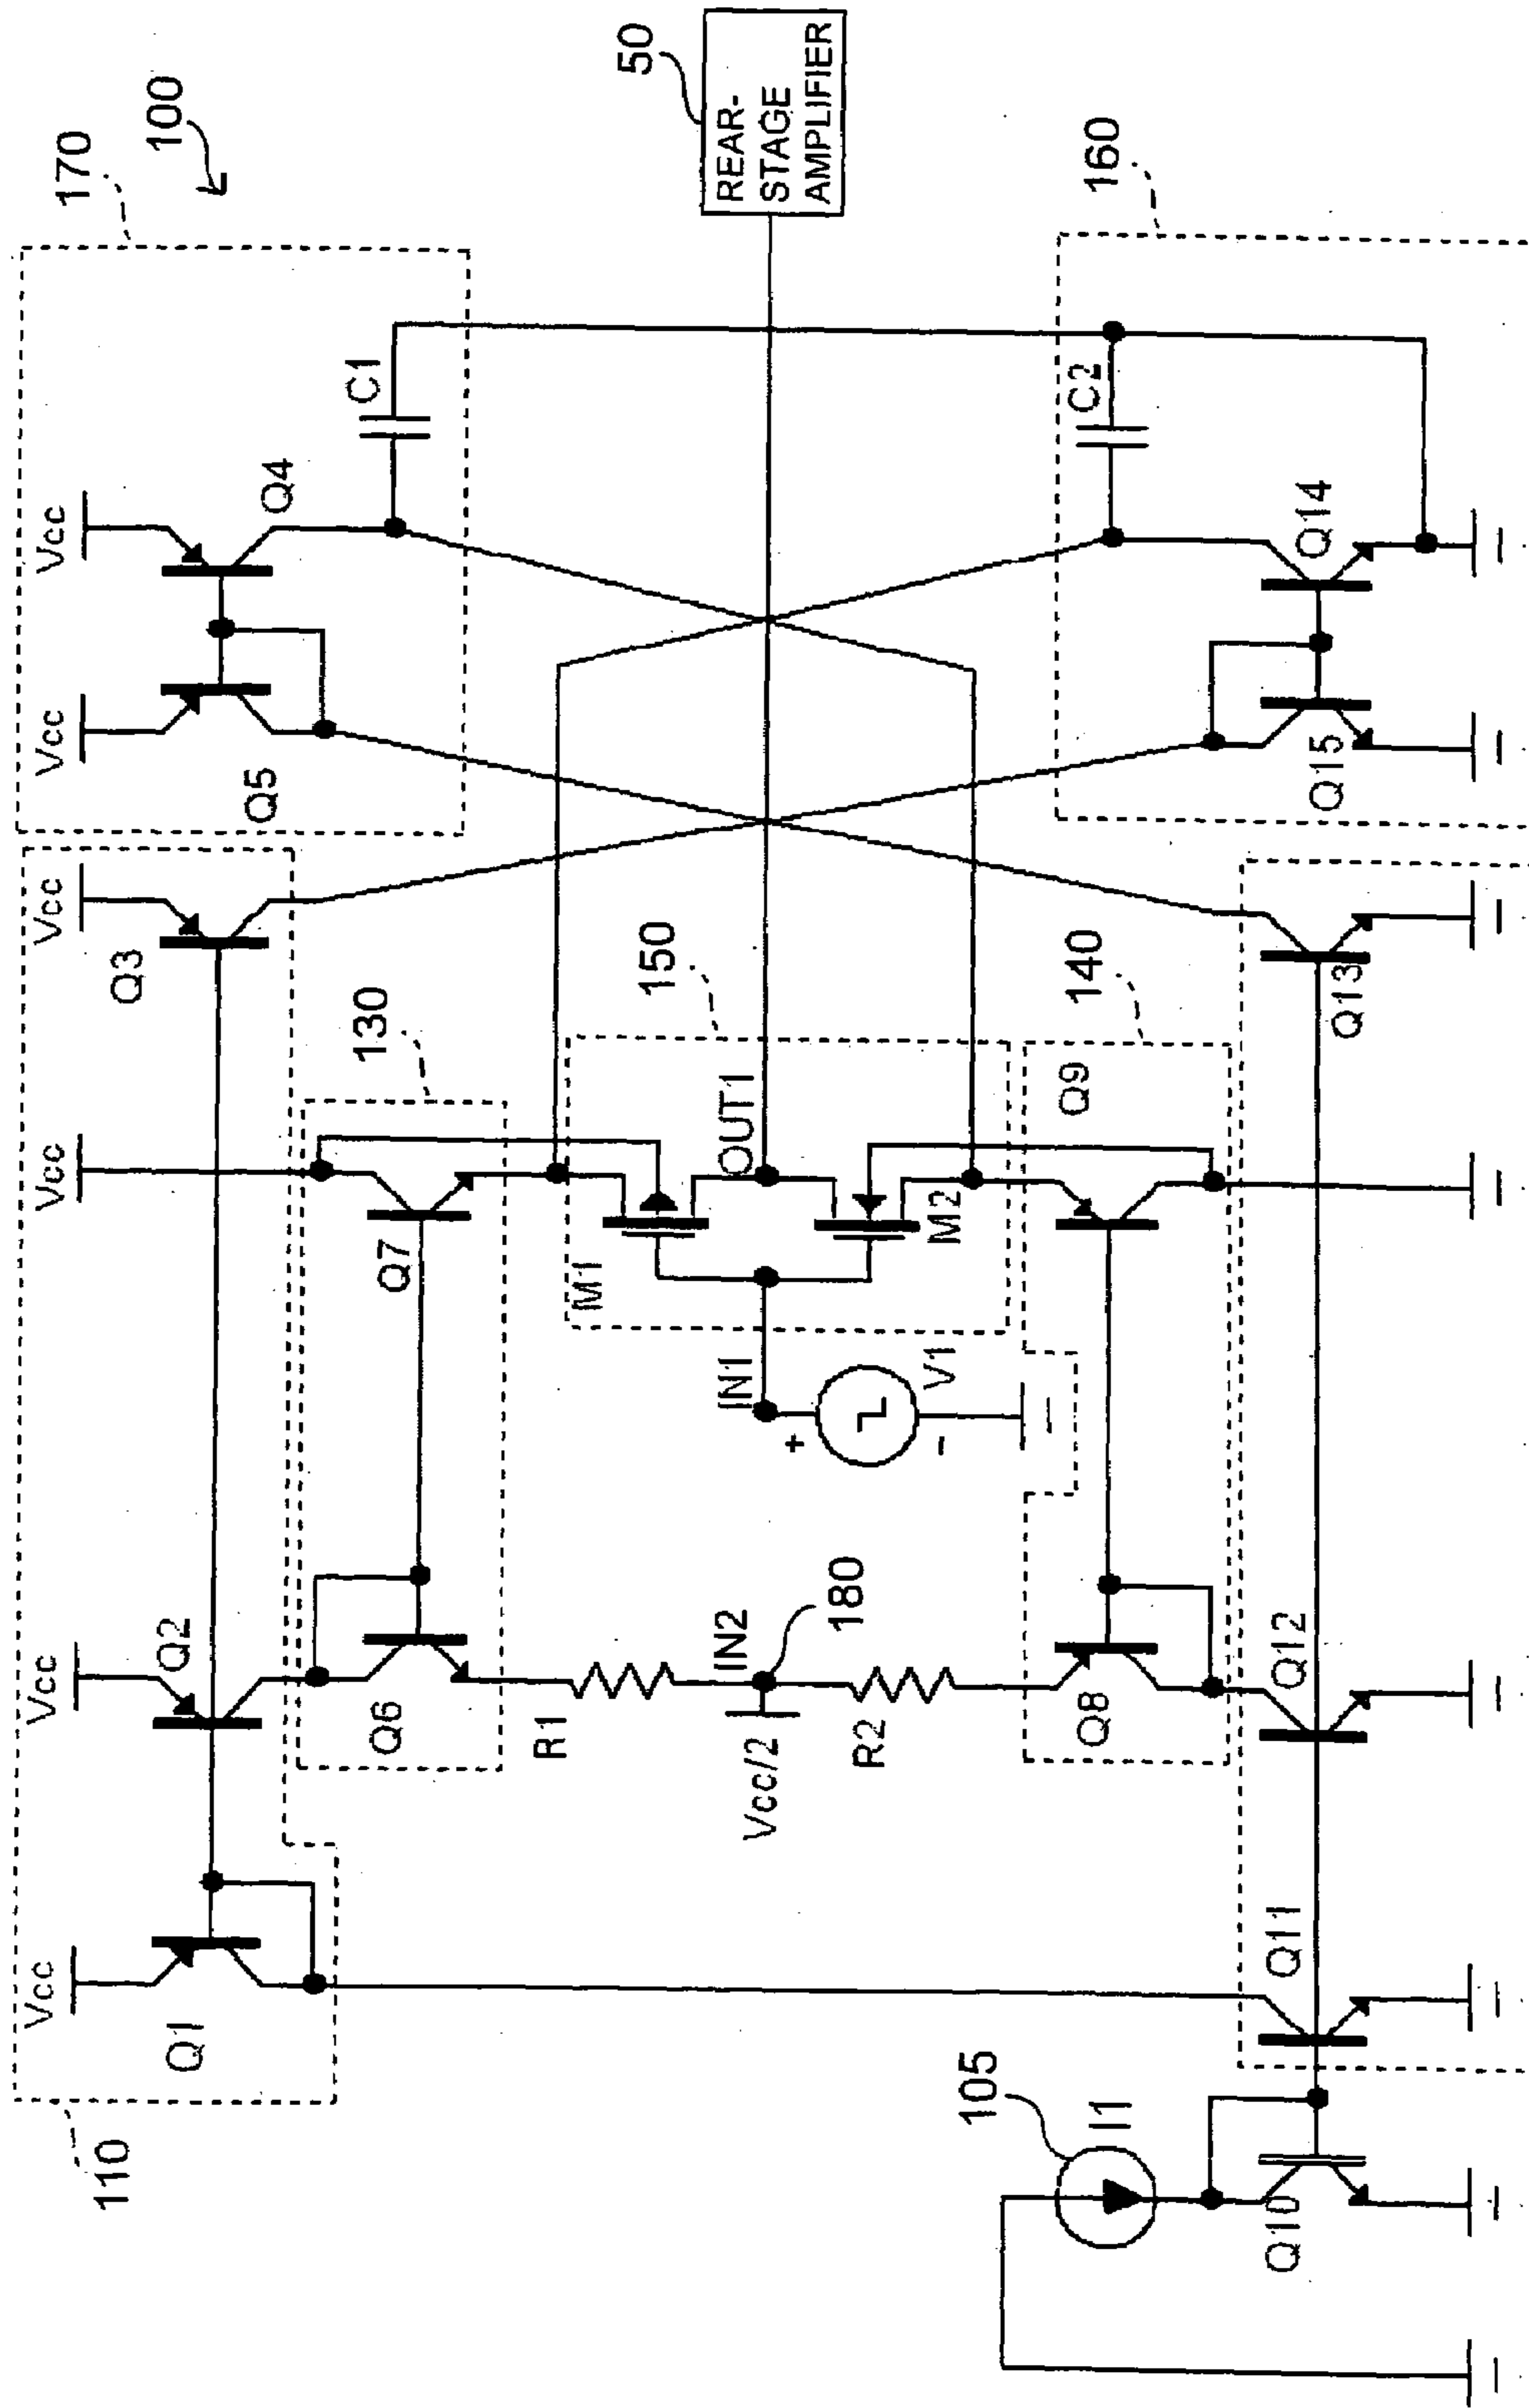 170
100
Vcc
Vcc
Vcc
Vcc
Vcc
Vcc
Q4
Q5
C1
Q3
Q2
Q1
110
130
Q7
Q6
R1
150
M1
OUT1
M2
IN1
V1
+
-
IN2
180
Vcc/2
R2
50
REAR-
STAGE
AMPLIFIER
140
Q9
Q8
160
C2
Q14
Q15
Q13
Q12
Q11
105
I1
Q10